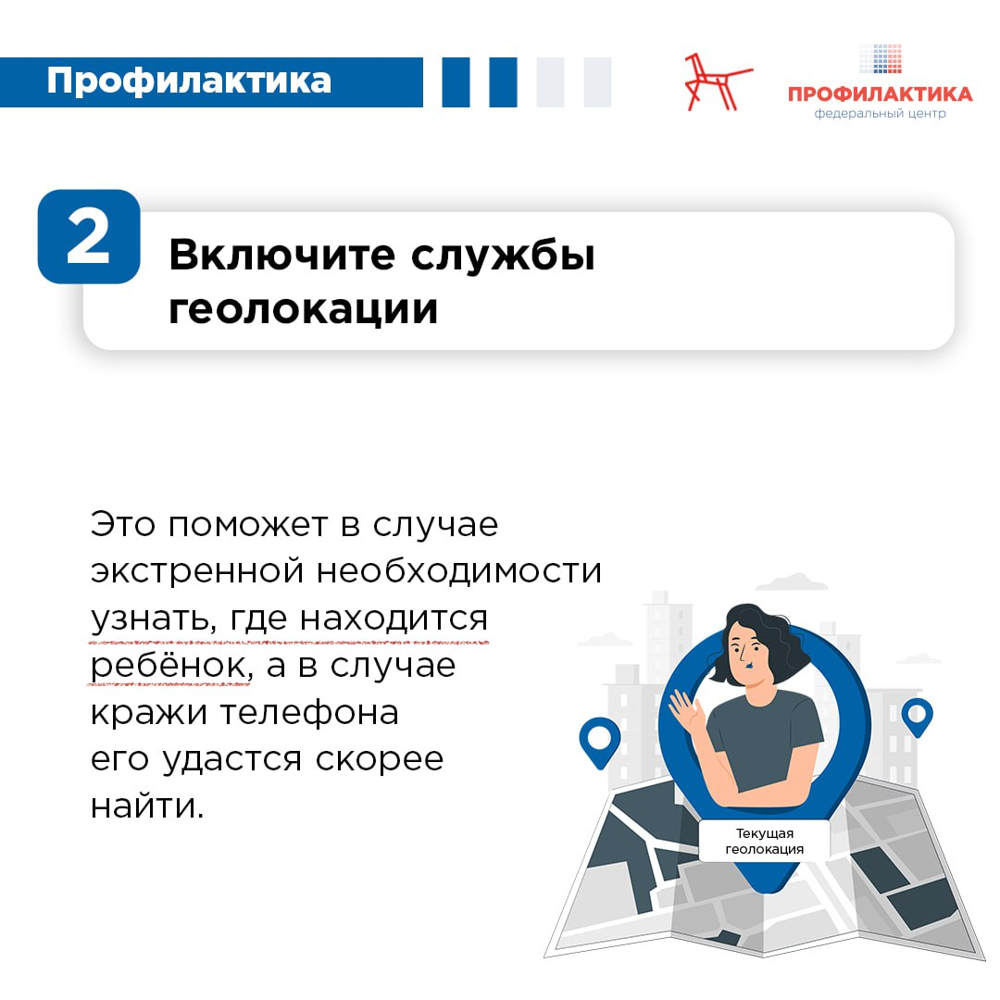 Профилактика
ПРОФИЛАКТИКА
федеральный центр
2
Включите службы
геолокации
Это поможет в случае
экстренной необходимости
узнать, где находится
ребёнок, а в случае
кражи телефона
его удастся скорее
найти.
Текущая
геолокация